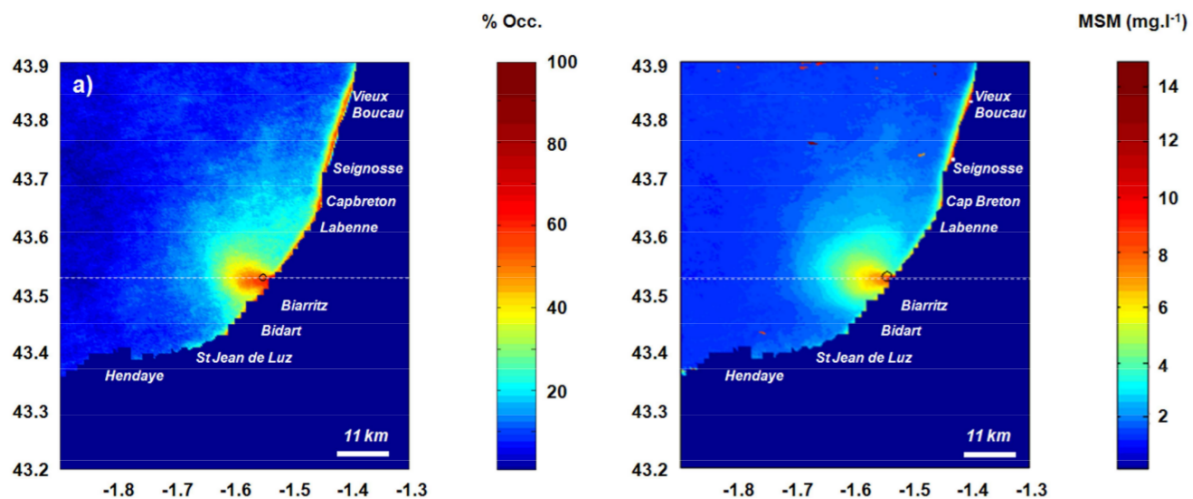 % Occ.
43.9
43.8
43.7
43.6
43.5
43.4
43.3
43.2
a)
Vieux
Boucau
Seignosse
Capbreton
Labenne
Biarritz
Bidart
St Jean de Luz
Hendaye
11 km
-1.8 -1.7 -1.6 -1.5 -1.4 -1.3
100
80
60
40
20
MSM (mg.l⁻¹)
43.9
43.8
43.7
43.6
43.5
43.4
43.3
43.2
Vieux
Boucau
Seignosse
Cap Breton
Labenne
Biarritz
Bidart
St Jean de Luz
Hendaye
11 km
-1.8 -1.7 -1.6 -1.5 -1.4 -1.3
14
12
10
8
6
4
2